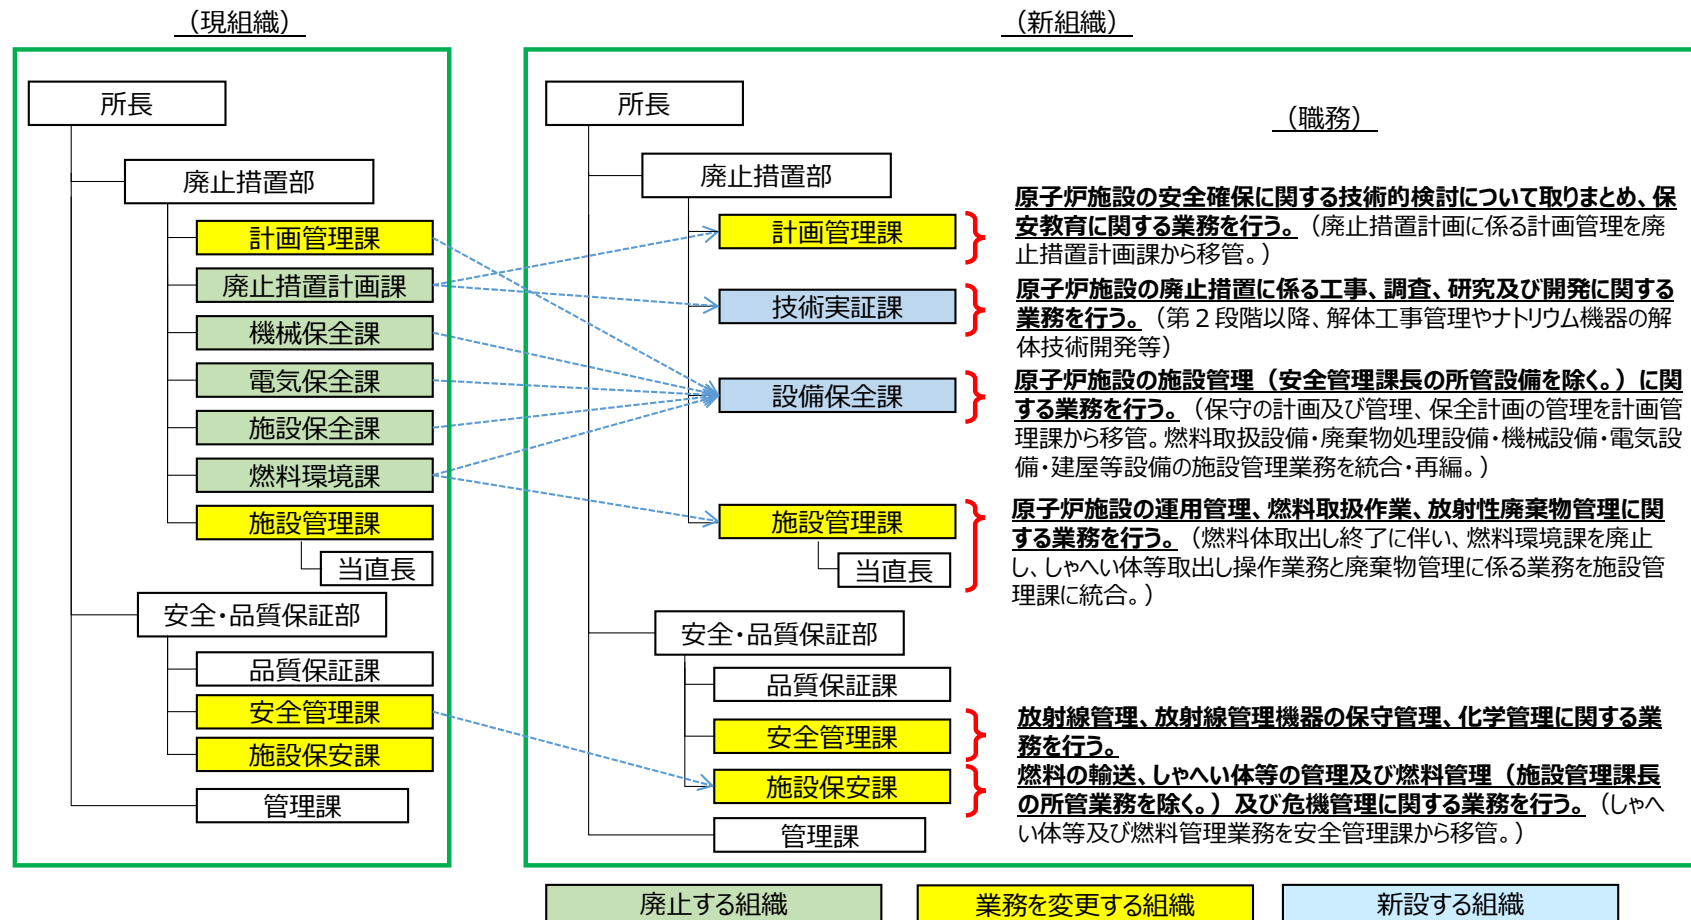 （現組織）
所長
廃止措置部
計画管理課
廃止措置計画課
機械保全課
電気保全課
施設保全課
燃料環境課
施設管理課
当直長
安全・品質保証部
品質保証課
安全管理課
施設保安課
管理課
（新組織）
所長
廃止措置部
計画管理課
技術実証課
設備保全課
施設管理課
当直長
安全・品質保証部
品質保証課
安全管理課
施設保安課
管理課
（職務）
原子炉施設の安全確保に関する技術的検討について取りまとめ、保
安教育に関する業務を行う。（廃止措置計画に係る計画管理を廃
止措置計画課から移管。）
原子炉施設の廃止措置に係る工事、調査、研究及び開発に関する
業務を行う。（第２段階以降、解体工事管理やナトリウム機器の解
体技術開発等）
原子炉施設の施設管理（安全管理課長の所管設備を除く。）に関
する業務を行う。（保守の計画及び管理、保全計画の管理を計画管
理課から移管。燃料取扱設備・廃棄物処理設備・機械設備・電気設
備・建屋等設備の施設管理業務を統合・再編。）
原子炉施設の運用管理、燃料取扱作業、放射性廃棄物管理に関
する業務を行う。（燃料体取出し終了に伴い、燃料環境課を廃止
し、しゃへい体等取出し操作業務と廃棄物管理に係る業務を施設管
理課に統合。）
放射線管理、放射線管理機器の保守管理、化学管理に関する業
務を行う。
燃料の輸送、しゃへい体等の管理及び燃料管理（施設管理課長
の所管業務を除く。）及び危機管理に関する業務を行う。（しゃへ
い体等及び燃料管理業務を安全管理課から移管。）
廃止する組織
業務を変更する組織
新設する組織